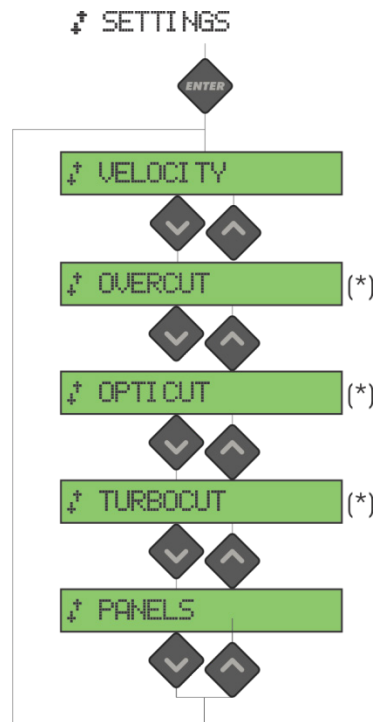 SETTINGS
ENTER
VELOCITY
OVERCUT (*)
OPTICUT (*)
TURBOCUT (*)
PANELS